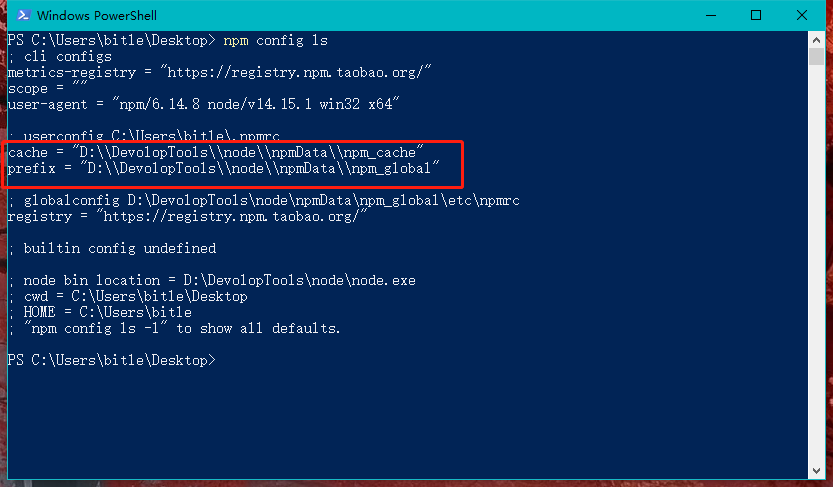 Windows PowerShell
PS C:\Users\bitle\Desktop> npm config ls
; cli configs
metrics-registry = "https://registry.npm.taobao.org/"
scope = ""
user-agent = "npm/6.14.8 node/v14.15.1 win32 x64"
; userconfig C:\Users\bitle\.npmrc
cache = "D:\\DevolopTools\\node\\npmData\\npm_cache"
prefix = "D:\\DevolopTools\\node\\npmData\\npm_global"
; globalconfig D:\DevolopTools\node\npmData\npm_global\etc\npmrc
registry = "https://registry.npm.taobao.org/"
; builtin config undefined
; node bin location = D:\DevolopTools\node\node.exe
; cwd = C:\Users\bitle\Desktop
; HOME = C:\Users\bitle
; "npm config ls -l" to show all defaults.
PS C:\Users\bitle\Desktop>